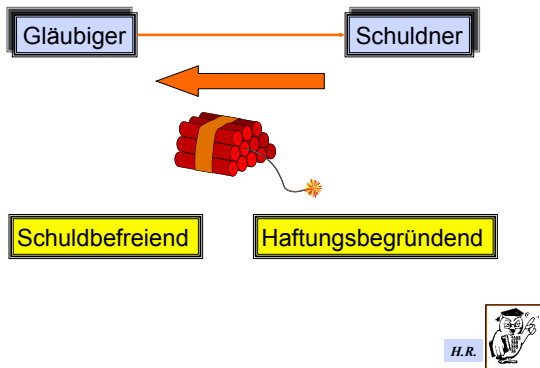 Gläubiger
Schuldner
Schuldbefreiend
Haftungsbegründend
H.R.